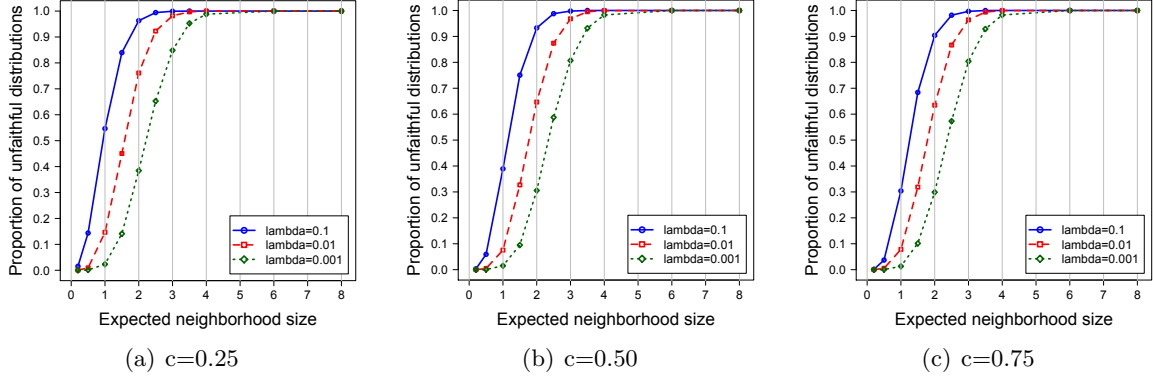 Proportion of unfaithful distributions
1.0
0.9
0.8
0.7
0.6
0.5
0.4
0.3
0.2
0.1
0.0
lambda=0.1
lambda=0.01
lambda=0.001
0 1 2 3 4 5 6 7 8
Expected neighborhood size
(a) c=0.25
Proportion of unfaithful distributions
1.0
0.9
0.8
0.7
0.6
0.5
0.4
0.3
0.2
0.1
0.0
lambda=0.1
lambda=0.01
lambda=0.001
0 1 2 3 4 5 6 7 8
Expected neighborhood size
(b) c=0.50
Proportion of unfaithful distributions
1.0
0.9
0.8
0.7
0.6
0.5
0.4
0.3
0.2
0.1
0.0
lambda=0.1
lambda=0.01
lambda=0.001
0 1 2 3 4 5 6 7 8
Expected neighborhood size
(c) c=0.75